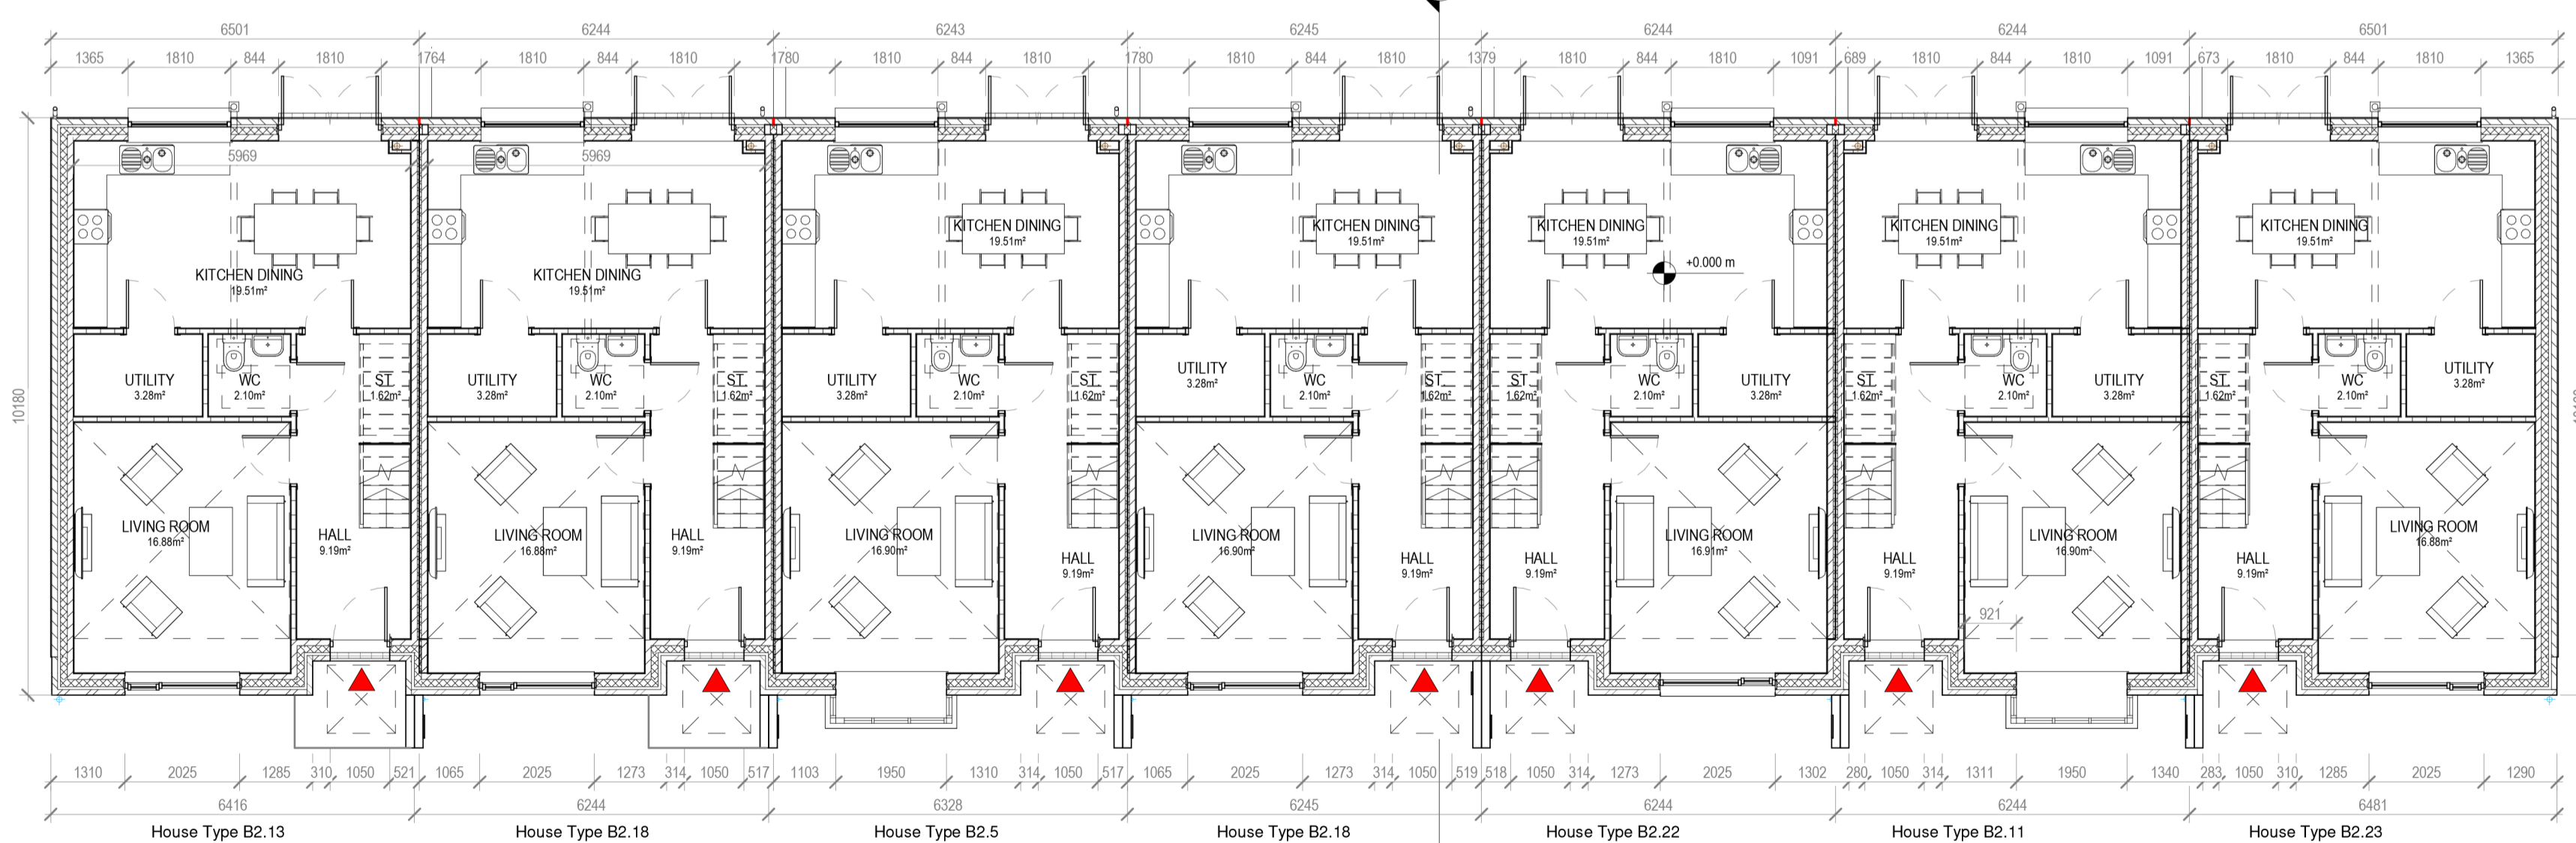 6501 6244 6243 6245 6244 6244 6501
1365 1810 844 1810 1764 1810 844 1810 1780 1810 844 1810 1780 1810 844 1810 1379 1810 844 1810 1091 689 1810 844 1810 1091 673 1810 844 1810 1365
5969 5969
KITCHEN DINING KITCHEN DINING KITCHEN DINING KITCHEN DINING KITCHEN DINING
19.51m² 19.51m² 19.51m² 19.51m² 19.51m²
+0.000 m
KITCHEN DINING KITCHEN DINING
19.51m² 19.51m²
10180
UTILITY WC ST. UTILITY WC ST. UTILITY WC ST. UTILITY WC ST. ST. WC UTILITY ST. WC UTILITY ST. WC UTILITY
3.28m² 2.10m² 1.62m² 3.28m² 2.10m² 1.62m² 3.28m² 2.10m² 1.62m² 3.28m² 2.10m² 1.62m² 1.62m² 2.10m² 3.28m² 1.62m² 2.10m² 3.28m² 1.62m² 2.10m² 3.28m²
LIVING ROOM HALL LIVING ROOM HALL LIVING ROOM HALL LIVING ROOM HALL HALL LIVING ROOM HALL LIVING ROOM HALL LIVING ROOM
16.88m² 9.19m² 16.88m² 9.19m² 16.90m² 9.19m² 16.90m² 9.19m² 9.19m² 16.91m² 9.19m² 16.90m² 9.19m² 16.88m²
921
1310 2025 1285 310 1050 521 1065 2025 1273 314 1050 517 1103 1950 1310 314 1050 517 1065 2025 1273 314 1050 519 518 1050 314 1273 2025 1302 280 1050 314 1311 1950 1340 283 1050 310 1285 2025 1290
6416 6244 6328 6245 6244 6244 6481
House Type B2.13 House Type B2.18 House Type B2.5 House Type B2.18 House Type B2.22 House Type B2.11 House Type B2.23